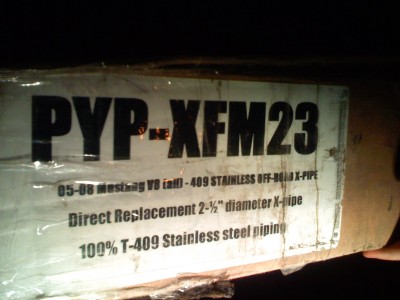 PYP-XFM23
05-08 Mustang V8 (all) - 409 STAINLESS OFF-ROAD X-PIPE
Direct Replacement 2-½" diameter X-pipe
100% T-409 Stainless steel piping